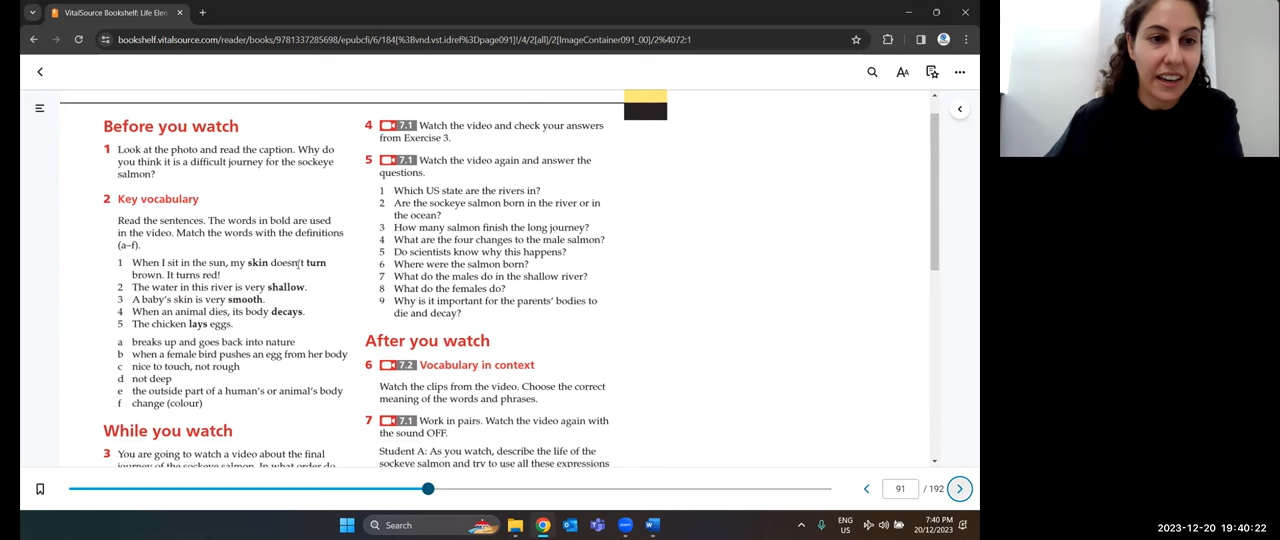 VitalSource Bookshelf: Life Elen
bookshelf.vitalsource.com/reader/books/9781337285698/epubcfi/6/184[%3Bvnd.vst.idref%3Dpage091]!/4/2[all]/2[ImageContainer091_00]/2%4072:1
Before you watch
1 Look at the photo and read the caption. Why do
you think it is a difficult journey for the sockeye
salmon?
2 Key vocabulary
Read the sentences. The words in bold are used
in the video. Match the words with the definitions
(a–f).
1 When I sit in the sun, my skin doesn't turn
brown. It turns red!
2 The water in this river is very shallow.
3 A baby's skin is very smooth.
4 When an animal dies, its body decays.
5 The chicken lays eggs.
a breaks up and goes back into nature
b when a female bird pushes an egg from her body
c nice to touch, not rough
d not deep
e the outside part of a human's or animal's body
f change (colour)
While you watch
3 You are going to watch a video about the final
journey of the sockeye salmon. In what order do
4 7.1 Watch the video and check your answers
from Exercise 3.
5 7.1 Watch the video again and answer the
questions.
1 Which US state are the rivers in?
2 Are the sockeye salmon born in the river or in
the ocean?
3 How many salmon finish the long journey?
4 What are the four changes to the male salmon?
5 Do scientists know why this happens?
6 Where were the salmon born?
7 What do the males do in the shallow river?
8 What do the females do?
9 Why is it important for the parents' bodies to
die and decay?
After you watch
6 7.2 Vocabulary in context
Watch the clips from the video. Choose the correct
meaning of the words and phrases.
7 7.1 Work in pairs. Watch the video again with
the sound OFF.
Student A: As you watch, describe the life of the
sockeye salmon and try to use all these expressions
91 / 192
Search
ENG
US
7:40 PM
20/12/2023
2023-12-20 19:40:22